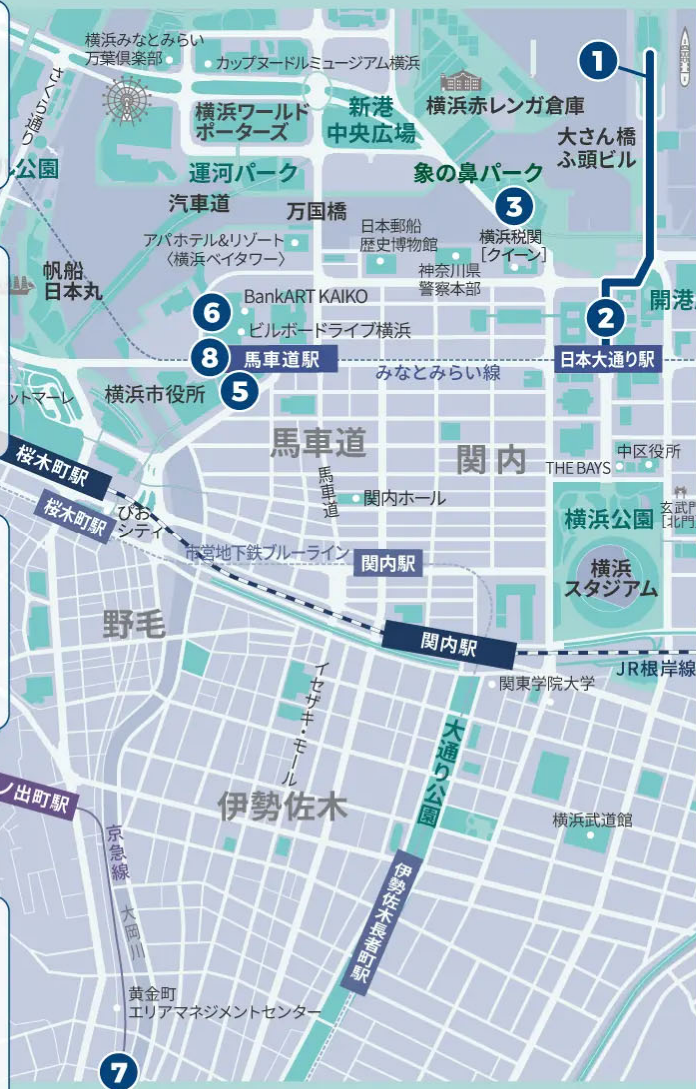 横浜みなとみらい
万葉倶楽部
カップヌードルミュージアム横浜
さくら通り
横浜ワールド
ポーターズ
新港
中央広場
横浜赤レンガ倉庫
1
大さん橋
ふ頭ビル
公園
運河パーク
象の鼻パーク
汽車道
万国橋
3
アパホテル&リゾート
〈横浜ベイタワー〉
日本郵船
歴史博物館
横浜税関
[クイーン]
神奈川県
警察本部
帆船
日本丸
開港
6
BankART KAIKO
ビルボードライブ横浜
2
8
馬車道駅
日本大通り駅
みなとみらい線
ットマーレ
横浜市役所
5
馬車道
関内
馬車道
関内ホール
THE BAYS
中区役所
桜木町駅
桜木町駅
ぴお
シティ
横浜公園
玄武門
[北門]
市営地下鉄ブルーライン
関内駅
横浜
スタジアム
野毛
関内駅
JR根岸線
関東学院大学
イセザキ・モール
大通り公園
ノ出町駅
伊勢佐木
横浜武道館
京急線
大岡川
伊勢佐木長者町駅
黄金町
エリアマネジメントセンター
7